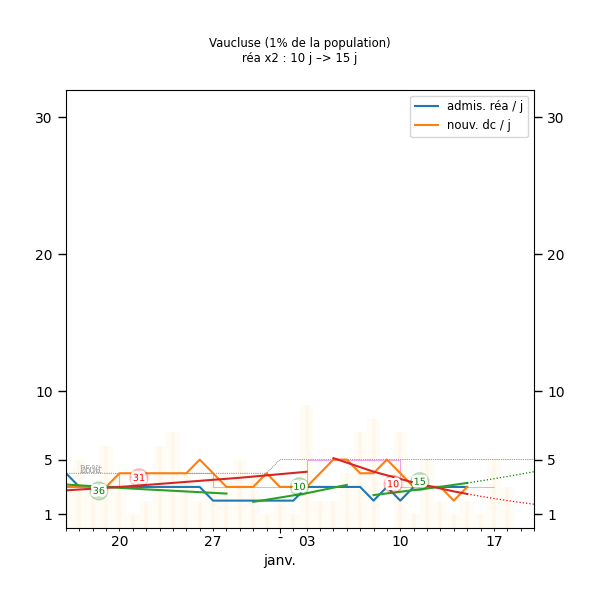 Vaucluse (1% de la population)
réa x2 : 10 j –> 15 j
admis. réa / j
nouv. dc / j
30 30
20 20
10 10
5 5
1 1
36 31 10 10 15
20 27 - 03 10 17
janv.